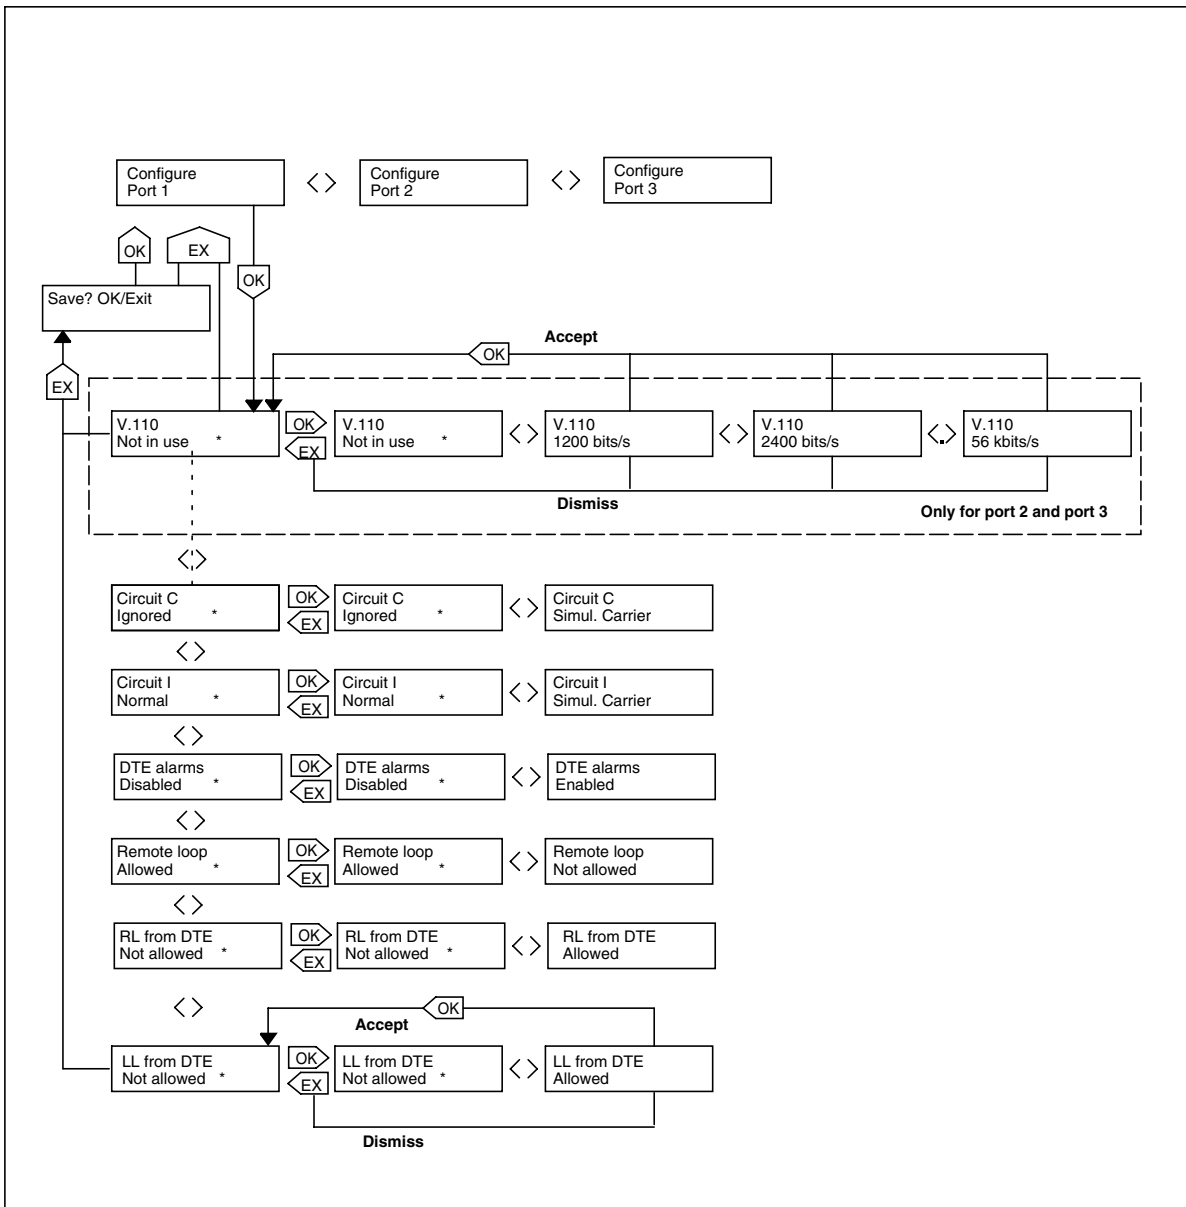 Configure
Port 1
< >
Configure
Port 2
< >
Configure
Port 3
OK
EX
OK
Save? OK/Exit
Accept
OK
EX
V.110
Not in use *
OK
EX
V.110
Not in use *
< >
V.110
1200 bits/s
< >
V.110
2400 bits/s
<.>
V.110
56 kbits/s
Dismiss
Only for port 2 and port 3
< >
Circuit C
Ignored *
OK
EX
Circuit C
Ignored *
< >
Circuit C
Simul. Carrier
< >
Circuit I
Normal *
OK
EX
Circuit I
Normal *
< >
Circuit I
Simul. Carrier
< >
DTE alarms
Disabled *
OK
EX
DTE alarms
Disabled *
< >
DTE alarms
Enabled
< >
Remote loop
Allowed *
OK
EX
Remote loop
Allowed *
< >
Remote loop
Not allowed
< >
RL from DTE
Not allowed *
OK
EX
RL from DTE
Not allowed *
< >
RL from DTE
Allowed
< >
OK
Accept
LL from DTE
Not allowed *
OK
EX
LL from DTE
Not allowed *
< >
LL from DTE
Allowed
Dismiss